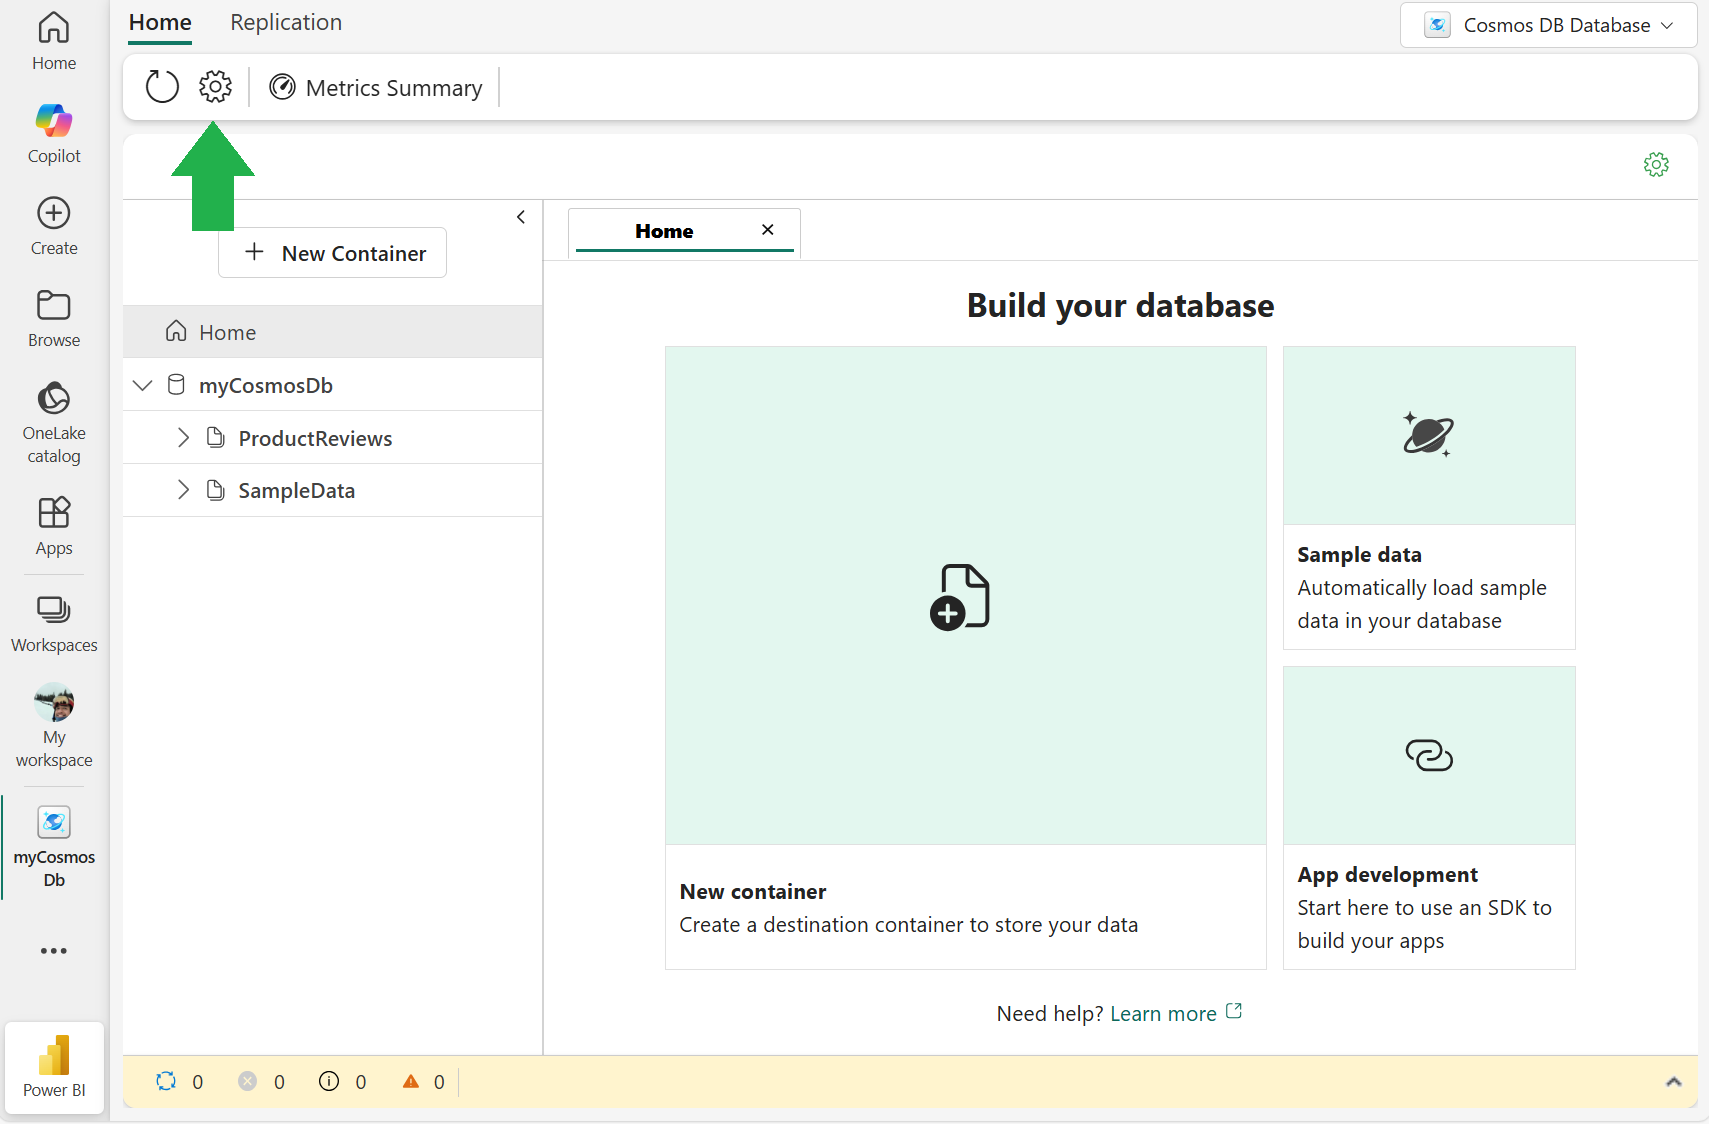 Home
Replication
Cosmos DB Database
Metrics Summary
Home
Copilot
Create
Browse
OneLake
catalog
Apps
Workspaces
My
workspace
myCosmos
Db
Power BI
New Container
Home
myCosmosDb
ProductReviews
SampleData
Home
Build your database
New container
Create a destination container to store your data
Sample data
Automatically load sample
data in your database
App development
Start here to use an SDK to
build your apps
Need help? Learn more
0 0 0 0